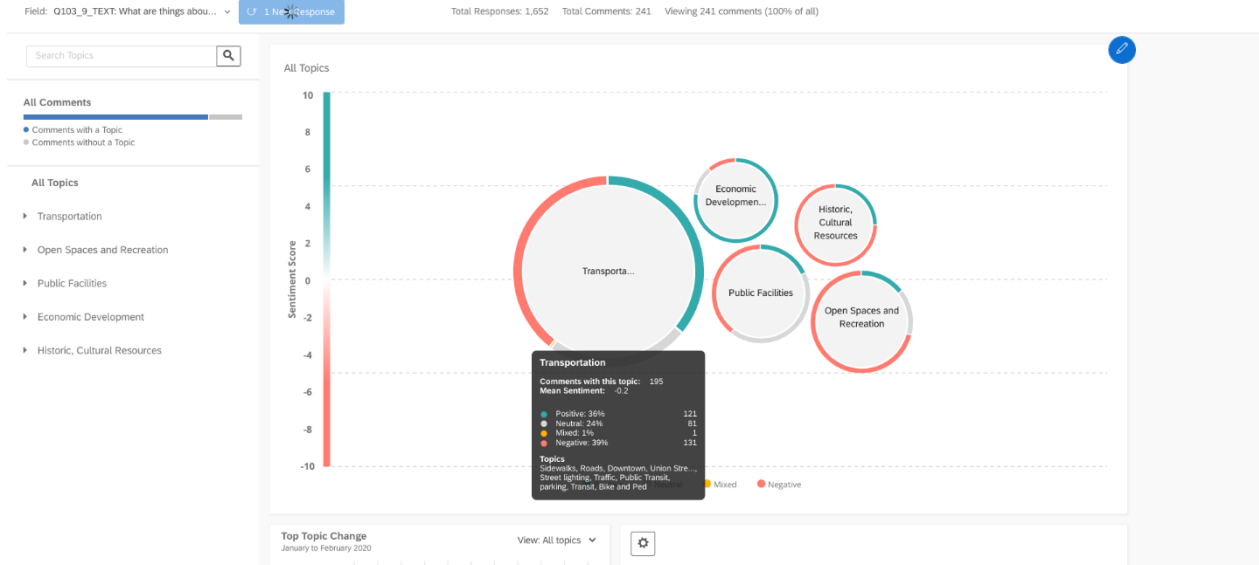 Field: Q103_9_TEXT: What are things abou...
1 New Response
Total Responses: 1,652 Total Comments: 241 Viewing 241 comments (100% of all)
Search Topics
All Comments
Comments with a Topic
Comments without a Topic
All Topics
Transportation
Open Spaces and Recreation
Public Facilities
Economic Development
Historic, Cultural Resources
All Topics
Sentiment Score
10
8
6
4
2
0
-2
-4
-6
-8
-10
Transporta...
Economic
Developmen...
Historic,
Cultural
Resources
Public Facilities
Open Spaces and
Recreation
Transportation
Comments with this topic: 195
Mean Sentiment: -0.2
Positive: 36% 121
Neutral: 24% 81
Mixed: 1% 1
Negative: 39% 131
Topics
Sidewalks, Roads, Downtown, Union Stre...,
Street lighting, Traffic, Public Transit,
parking, Transit, Bike and Ped
Mixed
Negative
Top Topic Change
January to February 2020
View: All topics